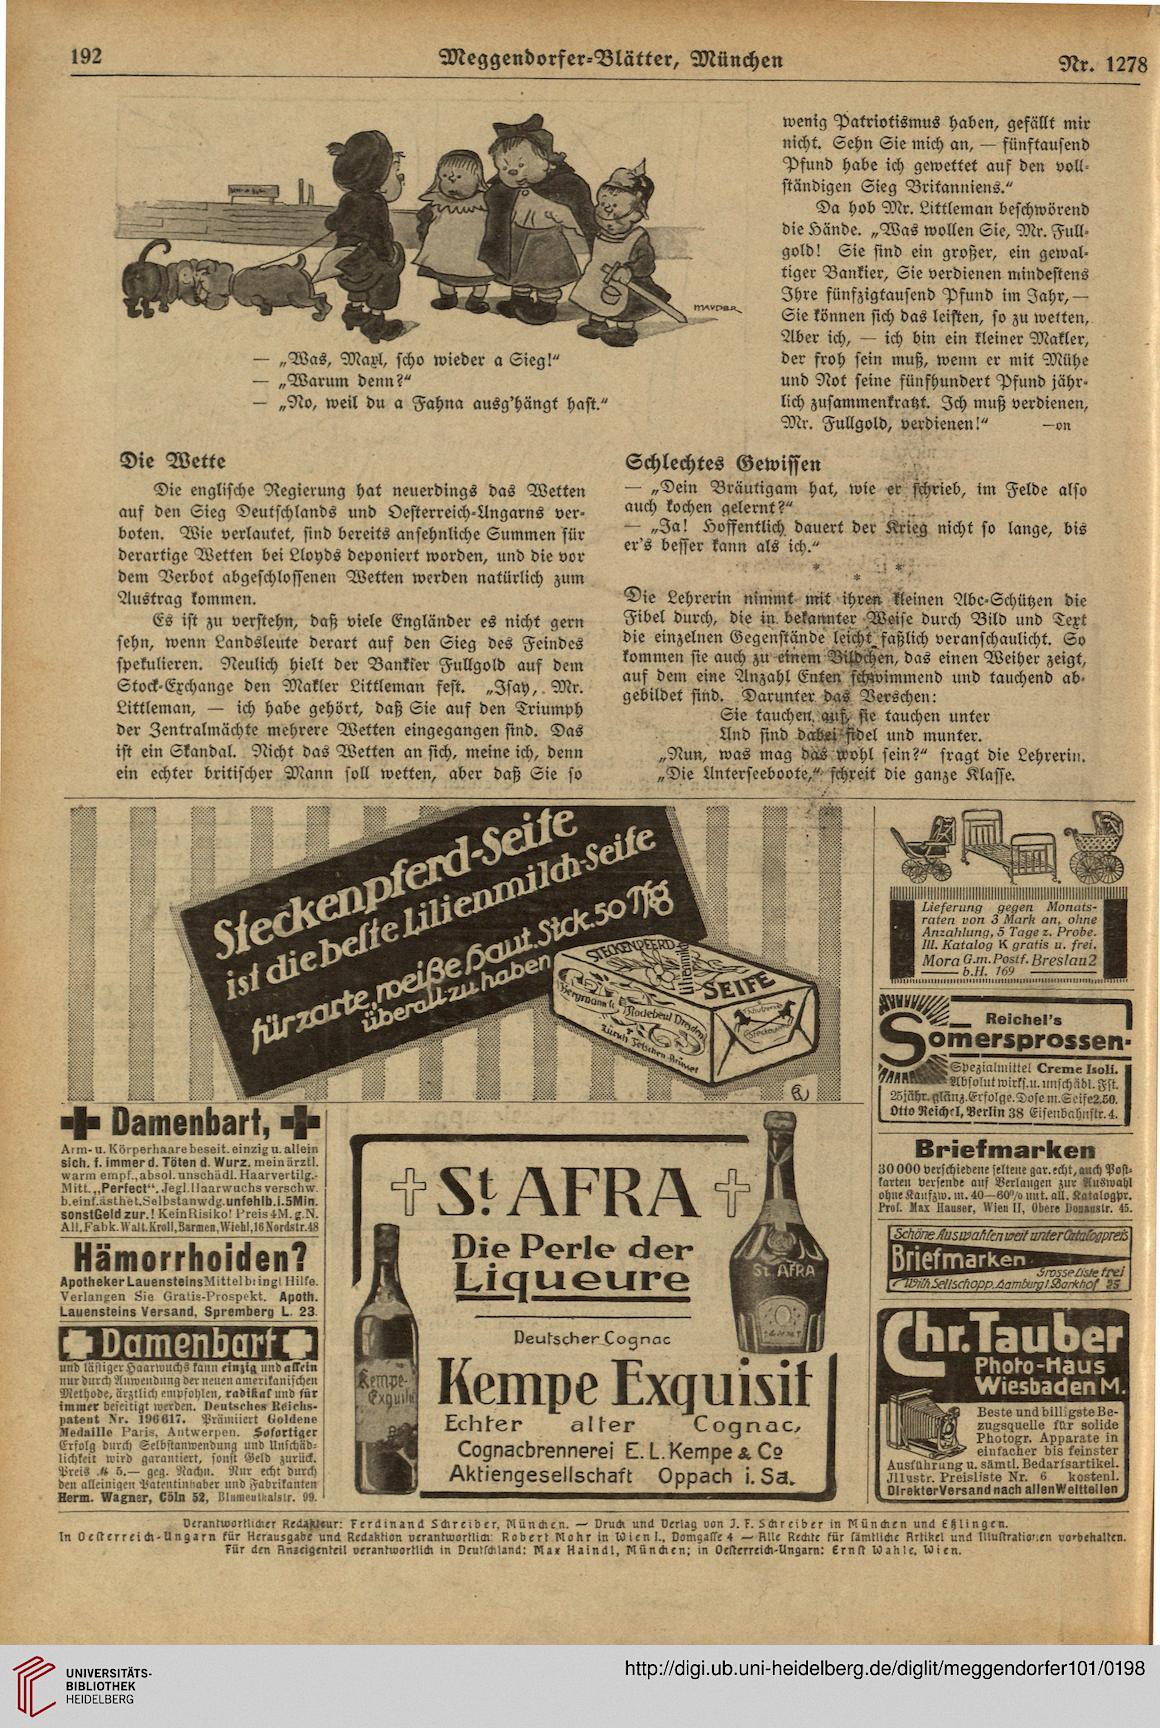 192
Meggendorfer-Blätter, München
Nr. 1278
MAUDER
— „Was, Maxl, scho wieder a Sieg!“
— „Warum denn?“
— „No, weil du a Fahna ausg'hängt hast.“
Die Wette
Die englische Regierung hat neuerdings das Wetten
auf den Sieg Deutschlands und Oesterreich-Ungarns ver-
boten. Wie verlautet, sind bereits ansehnliche Summen für
derartige Wetten bei Lloyds deponiert worden, und die vor
dem Verbot abgeschlossenen Wetten werden natürlich zum
Austrag kommen.
Es ist zu verstehn, daß viele Engländer es nicht gern
sehn, wenn Landsleute derart auf den Sieg des Feindes
spekulieren. Neulich hielt der Bankier Fullgold auf dem
Stock-Exchange den Makler Littleman fest. „Isay, Mr.
Littleman, — ich habe gehört, daß Sie auf den Triumph
der Zentralmächte mehrere Wetten eingegangen sind. Das
ist ein Skandal. Nicht das Wetten an sich, meine ich, denn
ein echter britischer Mann soll wetten, aber daß Sie so
wenig Patriotismus haben, gefällt mir
nicht. Sehn Sie mich an, — fünftausend
Pfund habe ich gewettet auf den voll-
ständigen Sieg Britanniens.“
Da hob Mr. Littleman beschwörend
die Hände. „Was wollen Sie, Mr. Full-
gold! Sie sind ein großer, ein gewal-
tiger Bankier, Sie verdienen mindestens
Ihre fünfzigtausend Pfund im Jahr, —
Sie können sich das leisten, so zu wetten.
Aber ich, — ich bin ein kleiner Makler,
der froh sein muß, wenn er mit Mühe
und Not seine fünfhundert Pfund jähr-
lich zusammenkratzt. Ich muß verdienen,
Mr. Fullgold, verdienen!“ —on
Schlechtes Gewissen
— „Dein Bräutigam hat, wie er schrieb, im Felde also
auch kochen gelernt?“
— „Ja! Hoffentlich dauert der Krieg nicht so lange, bis
er's besser kann als ich.“
* * *
Die Lehrerin nimmt mit ihren kleinen Abc-Schützen die
Fibel durch, die in bekannter Weise durch Bild und Text
die einzelnen Gegenstände leicht faßlich veranschaulicht. So
kommen sie auch zu einem Bildchen, das einen Weiher zeigt,
auf dem eine Anzahl Enten schwimmend und tauchend ab-
gebildet sind. Darunter das Verschen:
Sie tauchen auf, sie tauchen unter
Und sind dabei fidel und munter.
„Nun, was mag das wohl sein?“ fragt die Lehrerin.
„Die Unterseeboote,“ schreit die ganze Klasse.
Steckenpferd-Seife
ist die beste Lilienmilch-Seife
für zarte, weiße Haut. Stck. 50 Pfg
überall zu haben
STECKENPFERD
Lilienmilch
SEIFE
Bergmann & Co
Radebeul Dresden
Zürich Tetschen Brüssel
Lieferung gegen Monats-
raten von 3 Mark an, ohne
Anzahlung, 5 Tage z. Probe.
Ill. Katalog K gratis u. frei.
Mora G.m. Postf. Breslau 2
b.H. 169
Reichel's
Somersprossen-
Spezialmittel Creme Isoli.
Absolut wirks. u. unschädl. Fst.
25jähr. glänz. Erfolge. Dose m. Seife 2.50.
Otto Reichel, Berlin 38 Eisenbahnstr. 4.
Briefmarken
30000 verschiedene seltene gar. echt, auch Post-
karten versende auf Verlangen zur Auswahl
ohne Kaufzw. m. 40—60% unt. all. Katalogpr.
Prof. Max Hauser, Wien II, Obere Donaustr. 45.
Schöne Auswahlen weit unter Catalogpreis
Briefmarken
Grosse Liste frei
Wilh. Sellschopp. Hamburg 1. Barkhof 25
Chr. Tauber
Photo-Haus
Wiesbaden M.
Beste und billigste Be-
zugsquelle für solide
Photogr. Apparate in
einfacher bis feinster
Ausführung u. sämtl. Bedarfsartikel.
Jllustr. Preisliste Nr. 6 kostenl.
Direkter Versand nach allen Weltteilen
Damenbart,
Arm- u. Körperhaare beseit. einzig u. allein
sich. f. immer d. Töten d. Wurz. mein ärztl.
warm empf., absol. unschädl. Haarvertilg.-
Mitt. „Perfect“. Jegl. Haarwuchs verschw.
b. einf. ästhet. Selbstanwdg. unfehlb. i. 5 Min.
sonst Geld zur.! Kein Risiko! Preis 4 M. g. N.
All. Fabk. Walt. Kroll, Barmen, Wichl. 16 Nordstr. 48
Hämorrhoiden?
Apotheker Lauensteins Mittel bringt Hilfe.
Verlangen Sie Gratis-Prospekt. Apoth.
Lauensteins Versand, Spremberg L. 23.
Damenbart
und lästiger Haarwuchs kann einzig und allein
nur durch Anwendung der neuen amerikanischen
Methode, ärztlich empfohlen, radikal und für
immer beseitigt werden. Deutsches Reichs-
patent Nr. 196617. Prämiiert Goldene
Medaille Paris, Antwerpen. Sofortiger
Erfolg durch Selbstanwendung und Unschäd-
lichkeit wird garantiert, sonst Geld zurück.
Preis ℳ 5.— geg. Nachn. Nur echt durch
den alleinigen Patentinhaber und Fabrikanten
Herm. Wagner, Cöln 52, Blumenthalstr. 99.
St. AFRA
Die Perle der
Liqueure
St. AFRA
Deutscher Cognac
Kempe Exquisit
Kempe-
Exquisit
Echter alter Cognac,
Cognacbrennerei E. L. Kempe & Co
Aktiengesellschaft Oppach i. Sa.
Verantwortlicher Redakteur: Ferdinand Schreiber, München. — Druck und Verlag von J. F. Schreiber in München und Eßlingen.
In Oesterreich-Ungarn für Herausgabe und Redaktion verantwortlich: Robert Mohr in Wien I., Domgasse 4 — Alle Rechte für sämtliche Artikel und Illustrationen vorbehalten.
Für den Anzeigenteil verantwortlich in Deutschland: Max Haindl, München; in Oesterreich-Ungarn: Ernst Wahle, Wien.
UNIVERSITÄTS-
BIBLIOTHEK
HEIDELBERG
http://digi.ub.uni-heidelberg.de/diglit/meggendorfer101/0198